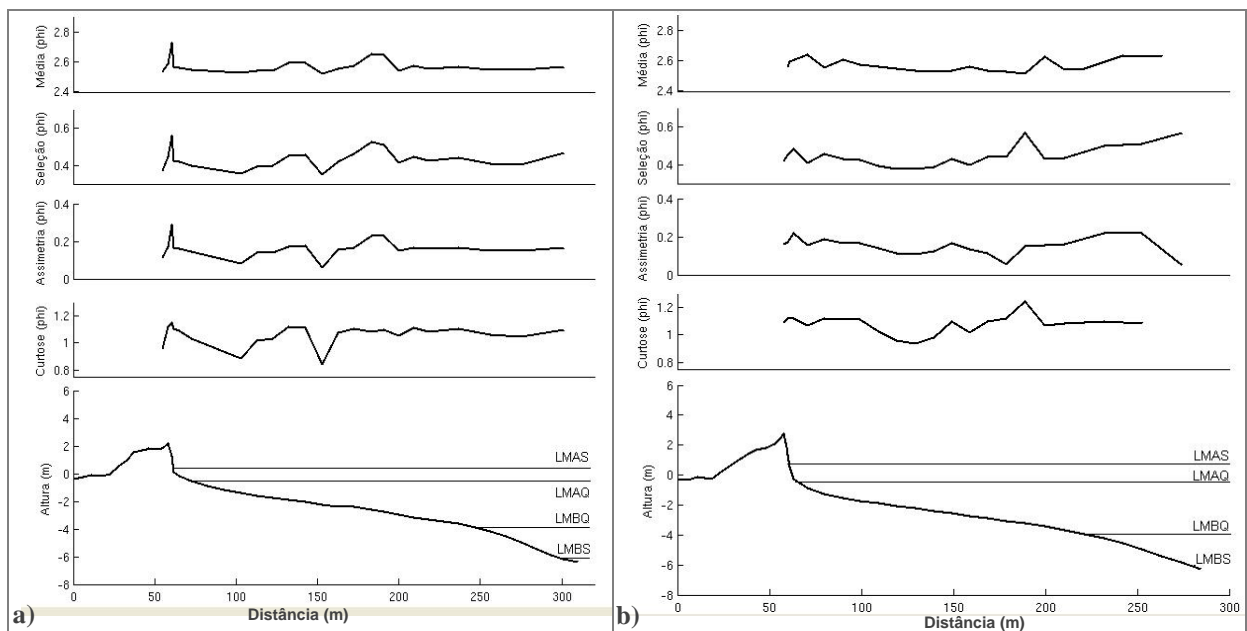 2.8
2.6
2.4
Média (phi)
0.6
0.4
Seleção (phi)
0.4
0.2
0
Assimetria (phi)
1.2
1
0.8
Curtose (phi)
6
4
2
0
-2
-4
-6
-8
Altura (m)
LMAS
LMAQ
LMBQ
LMBS
0 50 100 150 200 250 300
a)
Distância (m)
2.8
2.6
2.4
Média (phi)
0.6
0.4
Seleção (phi)
0.4
0.2
0
Assimetria (phi)
1.2
1
0.8
Curtose (phi)
6
4
2
0
-2
-4
-6
-8
Altura (m)
LMAS
LMAQ
LMBQ
LMBS
0 50 100 150 200 250 300
b)
Distância (m)